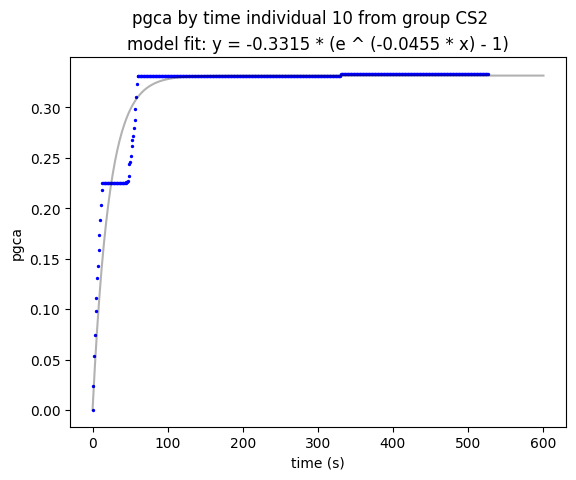 pgca by time individual 10 from group CS2
model fit: y = -0.3315 * (e ^ (-0.0455 * x) - 1)
pgca
0.30
0.25
0.20
0.15
0.10
0.05
0.00
0 100 200 300 400 500 600
time (s)